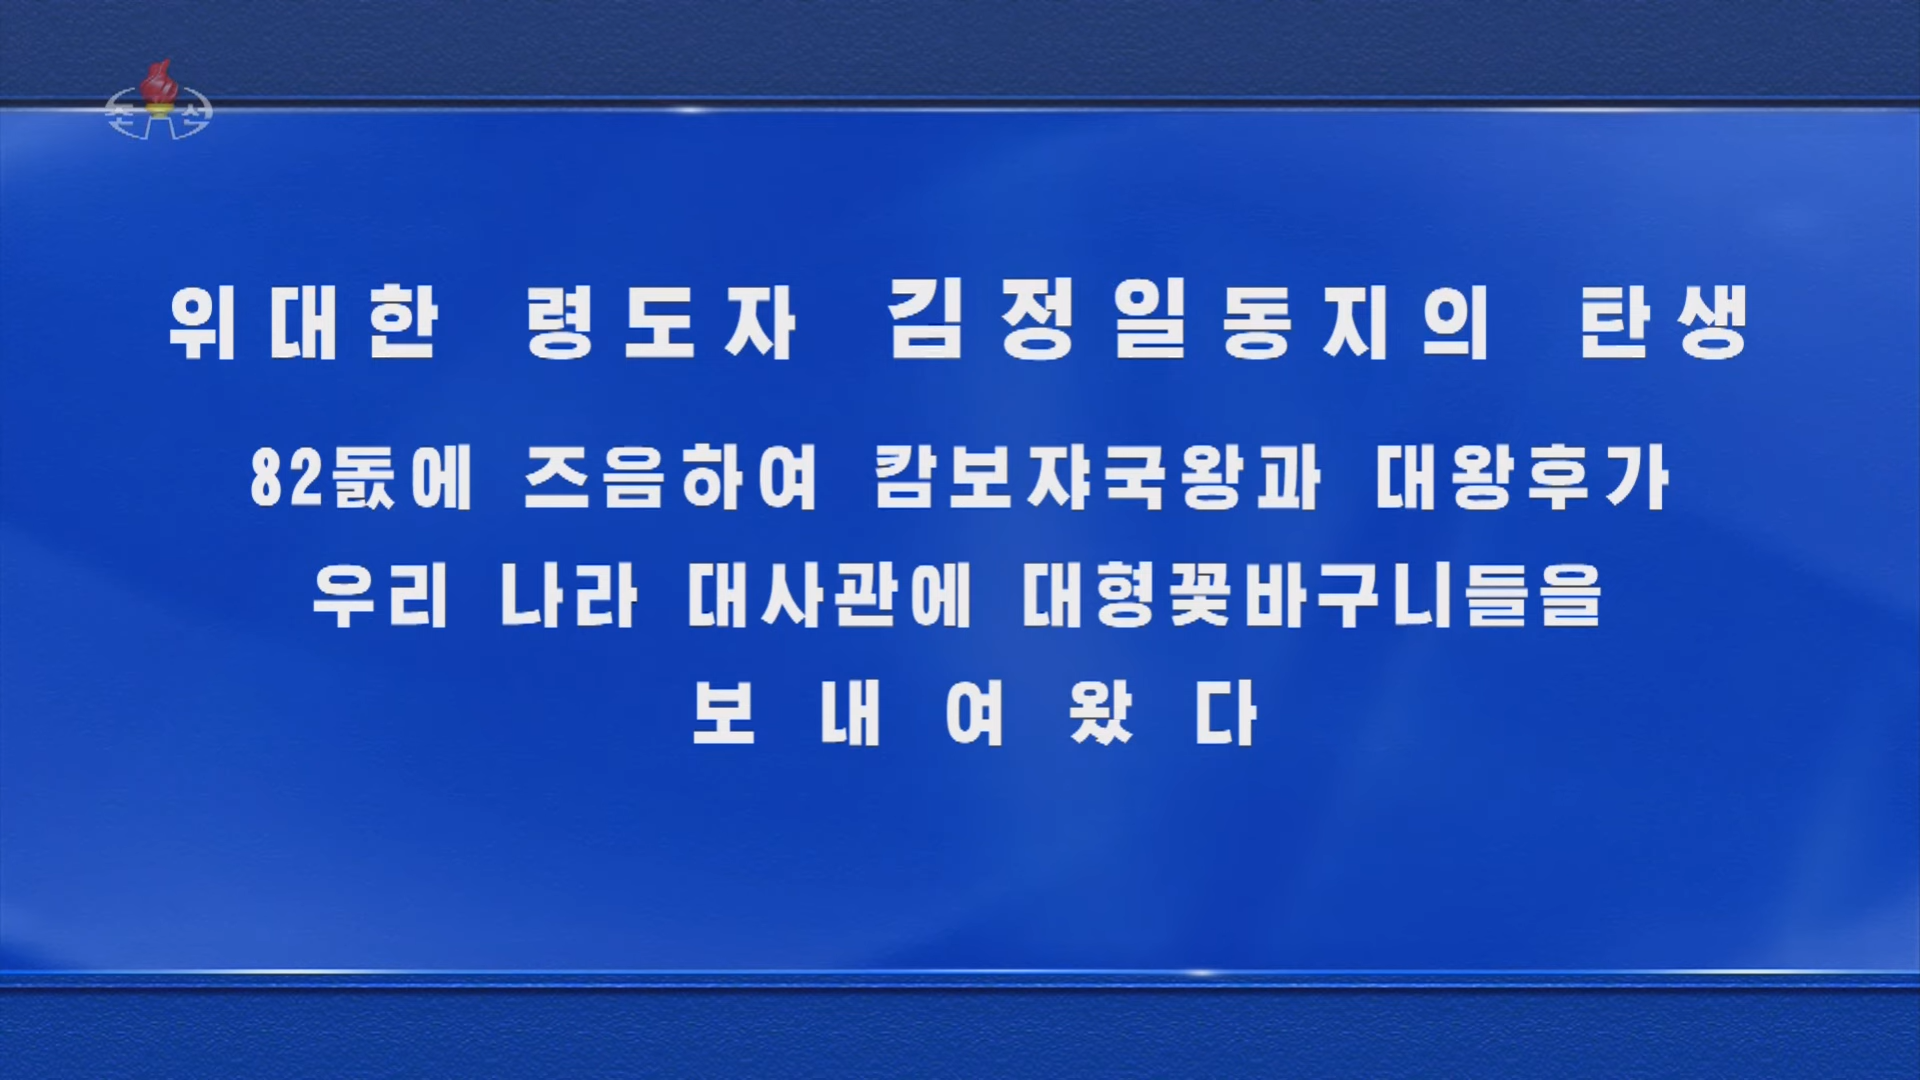 조선
위대한 령도자 김정일동지의 탄생
82돐에 즈음하여 캄보쟈국왕과 대왕후가
우리 나라 대사관에 대형꽃바구니들을
보내여왔다